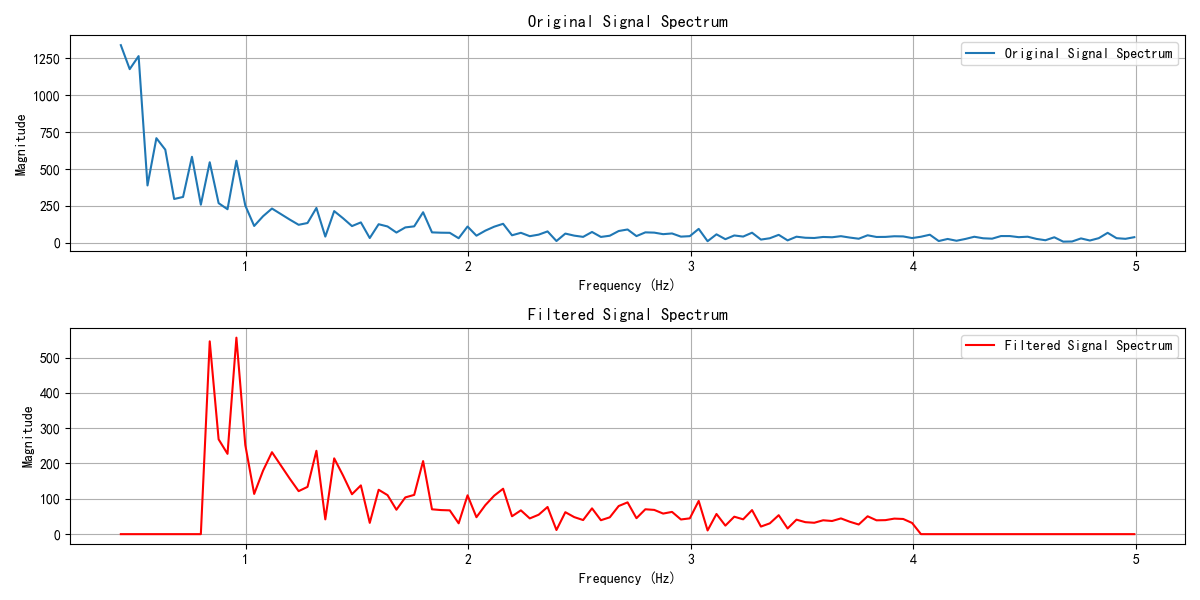 Original Signal Spectrum
Original Signal Spectrum
Magnitude
1250
1000
750
500
250
0
1 2 3 4 5
Frequency (Hz)
Filtered Signal Spectrum
Filtered Signal Spectrum
Magnitude
500
400
300
200
100
0
1 2 3 4 5
Frequency (Hz)